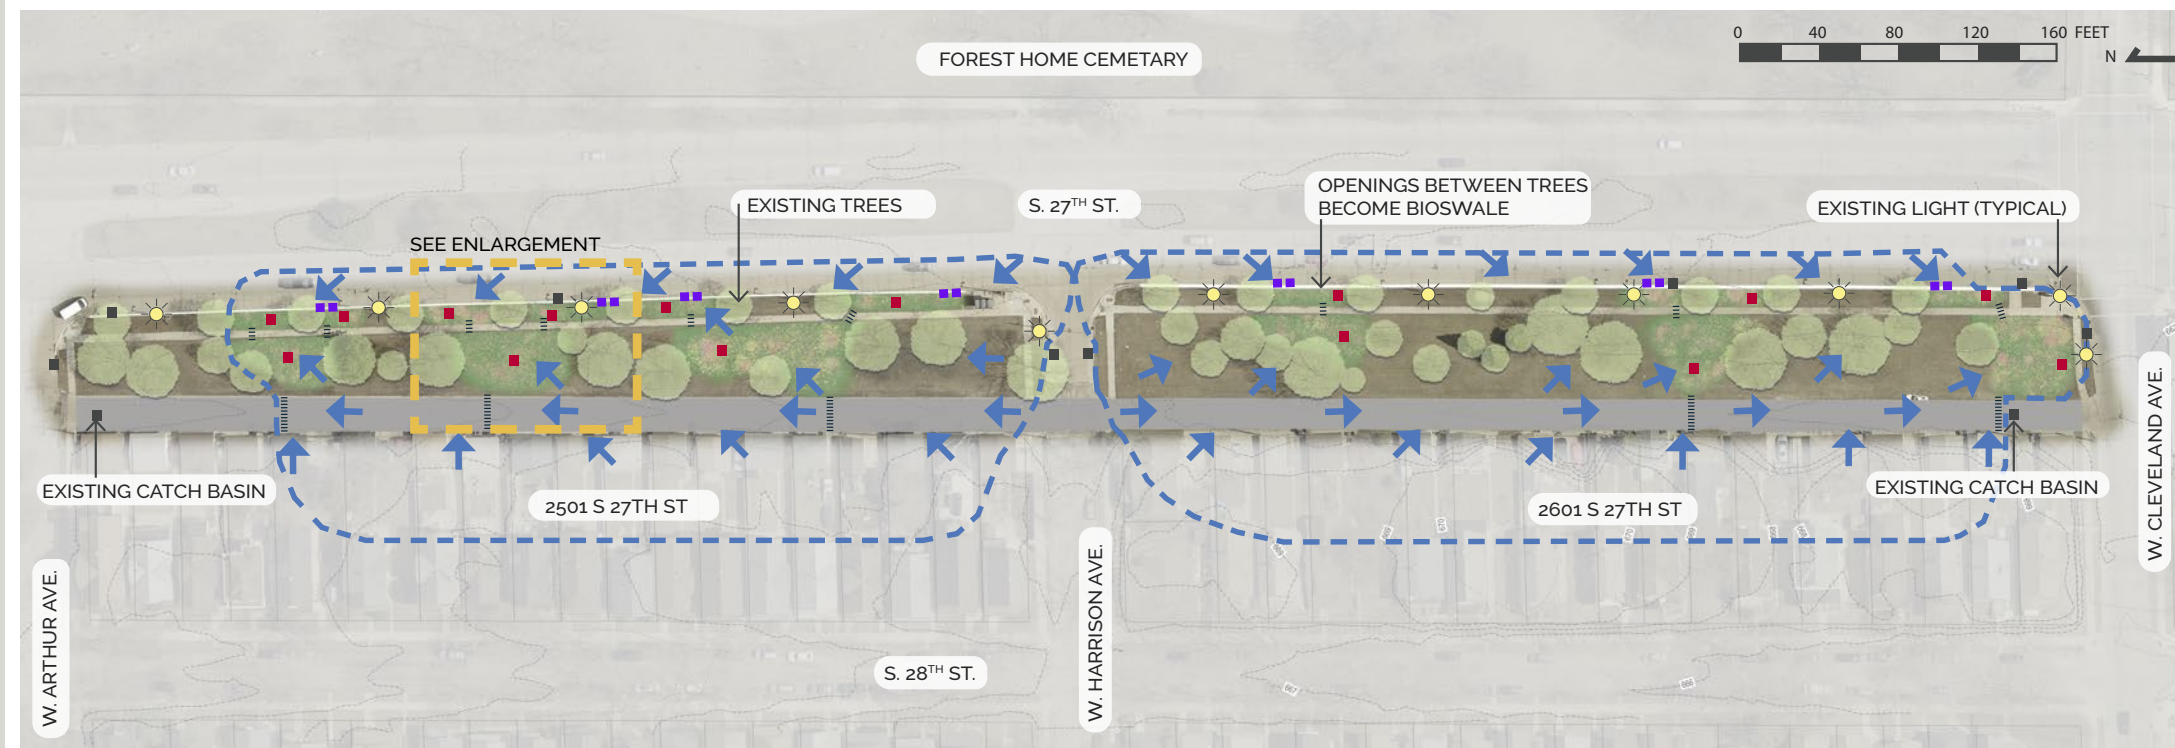 0 40 80 120 160 FEET
N
FOREST HOME CEMETARY
EXISTING TREES
S. 27TH ST.
OPENINGS BETWEEN TREES
BECOME BIOSWALE
EXISTING LIGHT (TYPICAL)
SEE ENLARGEMENT
EXISTING CATCH BASIN
2501 S 27TH ST
2601 S 27TH ST
EXISTING CATCH BASIN
W. CLEVELAND AVE.
W. ARTHUR AVE.
W. HARRISON AVE.
S. 28TH ST.
667
666